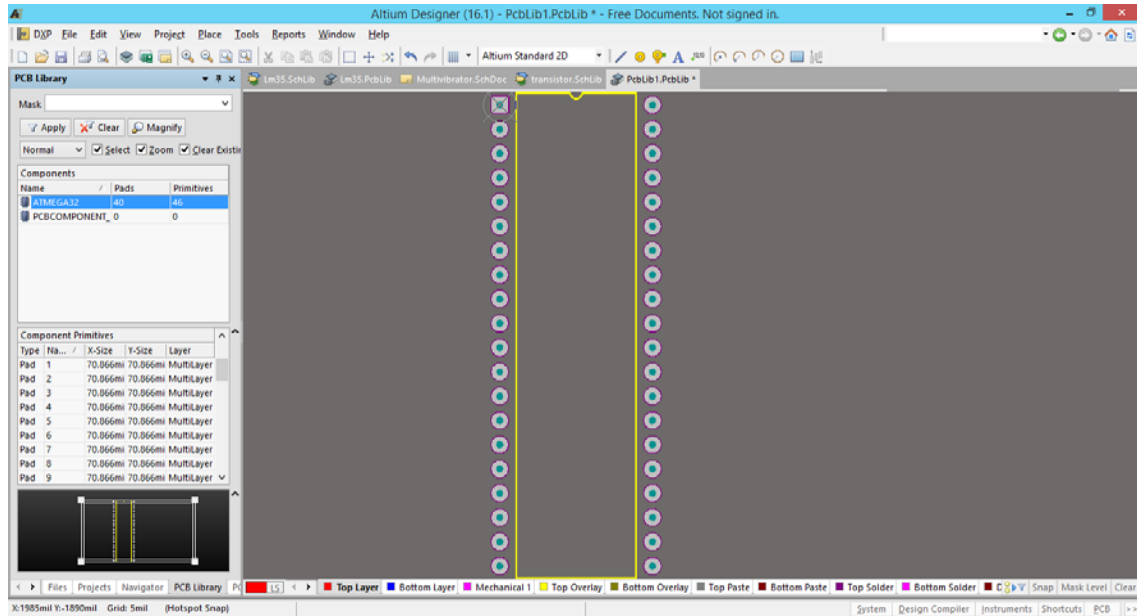 Altium Designer (16.1) - PcbLib1.PcbLib * - Free Documents. Not signed in.
DXP File Edit View Project Place Tools Reports Window Help
Altium Standard 2D
PCB Library
Lm35.SchLib Lm35.PcbLib Multivibrator.SchDoc transistor.SchLib PcbLib1.PcbLib *
Mask
Apply Clear Magnify
Normal Select Zoom Clear Existin
Components
Name Pads Primitives
ATMEGA32 40 46
PCBCOMPONENT_ 0 0
Component Primitives
Type Na... X-Size Y-Size Layer
Pad 1 70.866mi 70.866mi MultiLayer
Pad 2 70.866mi 70.866mi MultiLayer
Pad 3 70.866mi 70.866mi MultiLayer
Pad 4 70.866mi 70.866mi MultiLayer
Pad 5 70.866mi 70.866mi MultiLayer
Pad 6 70.866mi 70.866mi MultiLayer
Pad 7 70.866mi 70.866mi MultiLayer
Pad 8 70.866mi 70.866mi MultiLayer
Pad 9 70.866mi 70.866mi MultiLayer
Files Projects Navigator PCB Library PC LS Top Layer Bottom Layer Mechanical 1 Top Overlay Bottom Overlay Top Paste Bottom Paste Top Solder Bottom Solder Snap Mask Level Clear
X:1985mil Y:-1890mil Grid: 5mil (Hotspot Snap) System Design Compiler Instruments Shortcuts PCB >>